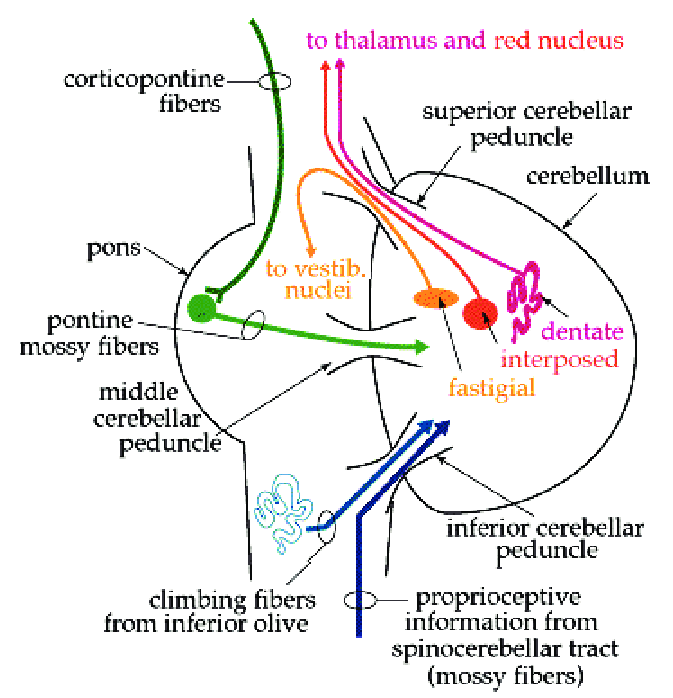 to thalamus and red nucleus
corticopontine
fibers
superior cerebellar
peduncle
cerebellum
pons
to vestib.
nuclei
pontine
mossy fibers
dentate
interposed
fastigial
middle
cerebellar
peduncle
inferior cerebellar
peduncle
climbing fibers
from inferior olive
proprioceptive
information from
spinocerebellar tract
(mossy fibers)